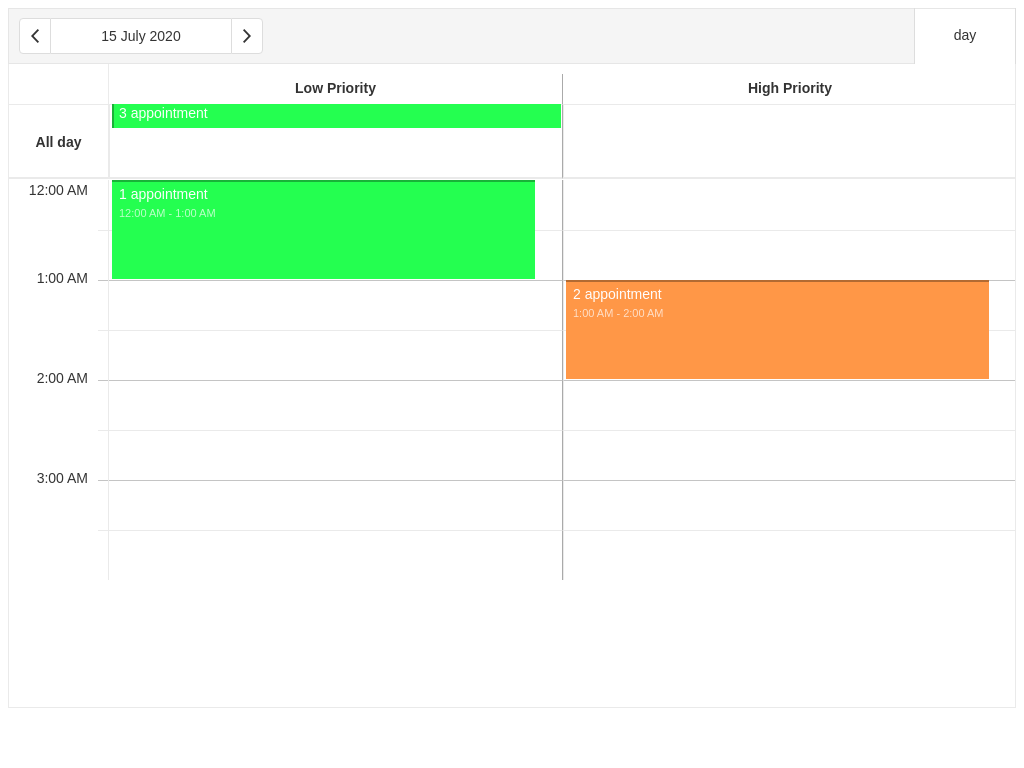 15 July 2020
day
Low Priority
High Priority
All day
3 appointment
12:00 AM
1 appointment
12:00 AM - 1:00 AM
1:00 AM
2 appointment
1:00 AM - 2:00 AM
2:00 AM
3:00 AM